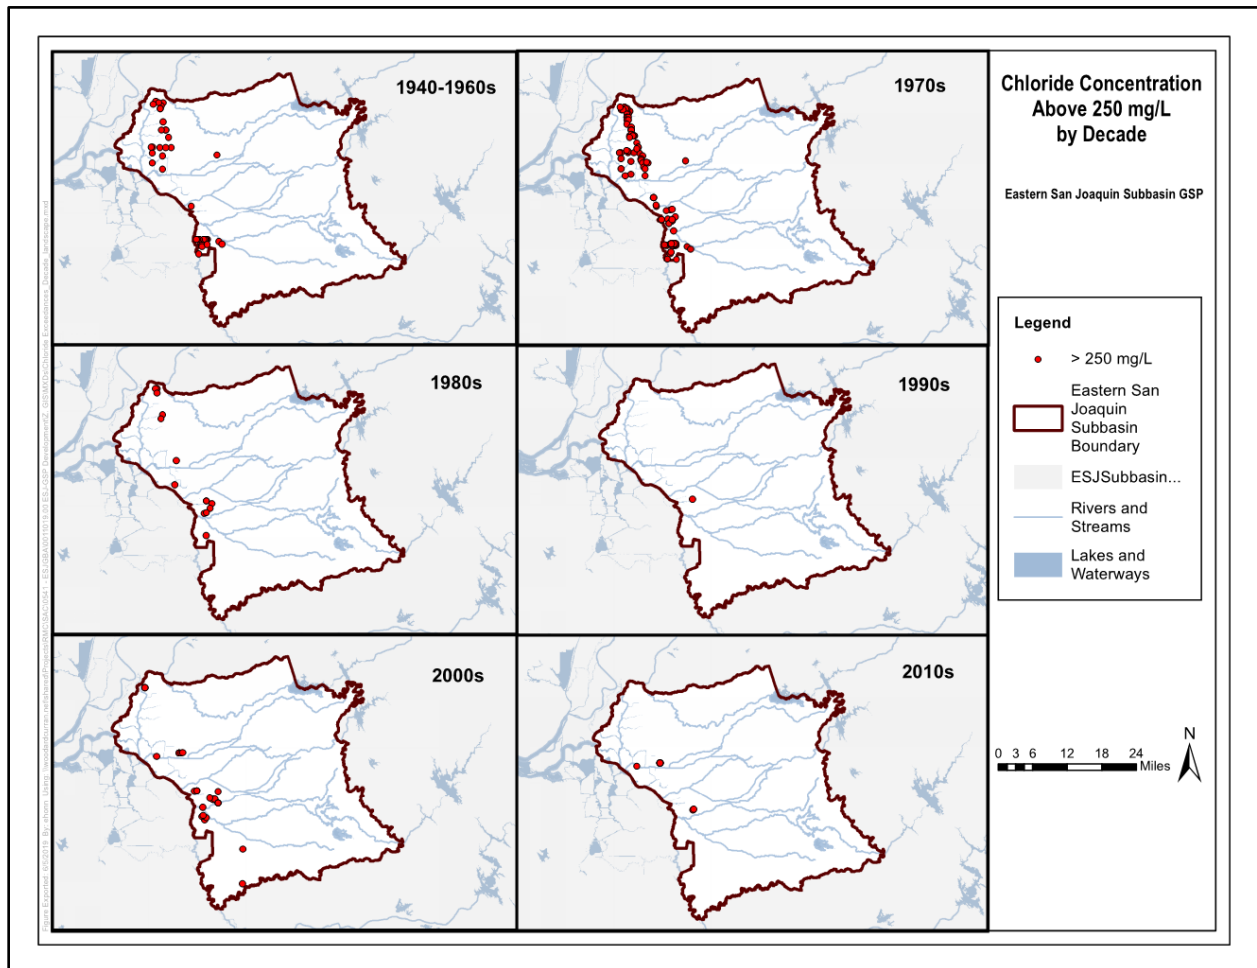 1940-1960s
1970s
1980s
1990s
2000s
2010s
Chloride Concentration
Above 250 mg/L
by Decade
Eastern San Joaquin Subbasin GSP
Legend
> 250 mg/L
Eastern San
Joaquin
Subbasin
Boundary
ESJSubbasin...
Rivers and
Streams
Lakes and
Waterways
N
0 3 6 12 18 24
Miles